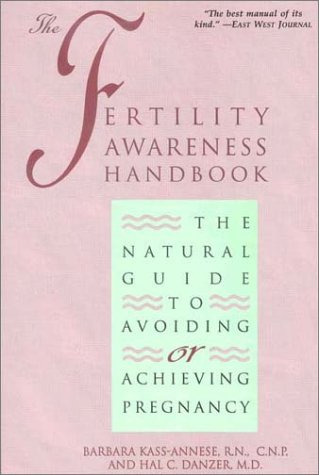 The
"The best manual of its
kind." —EAST WEST JOURNAL
FERTILITY
AWARENESS
HANDBOOK
THE
NATURAL
GUIDE
TO
AVOIDING
or
ACHIEVING
PREGNANCY
BARBARA KASS-ANNESE, R.N., C.N.P.
AND HAL C. DANZER, M.D.